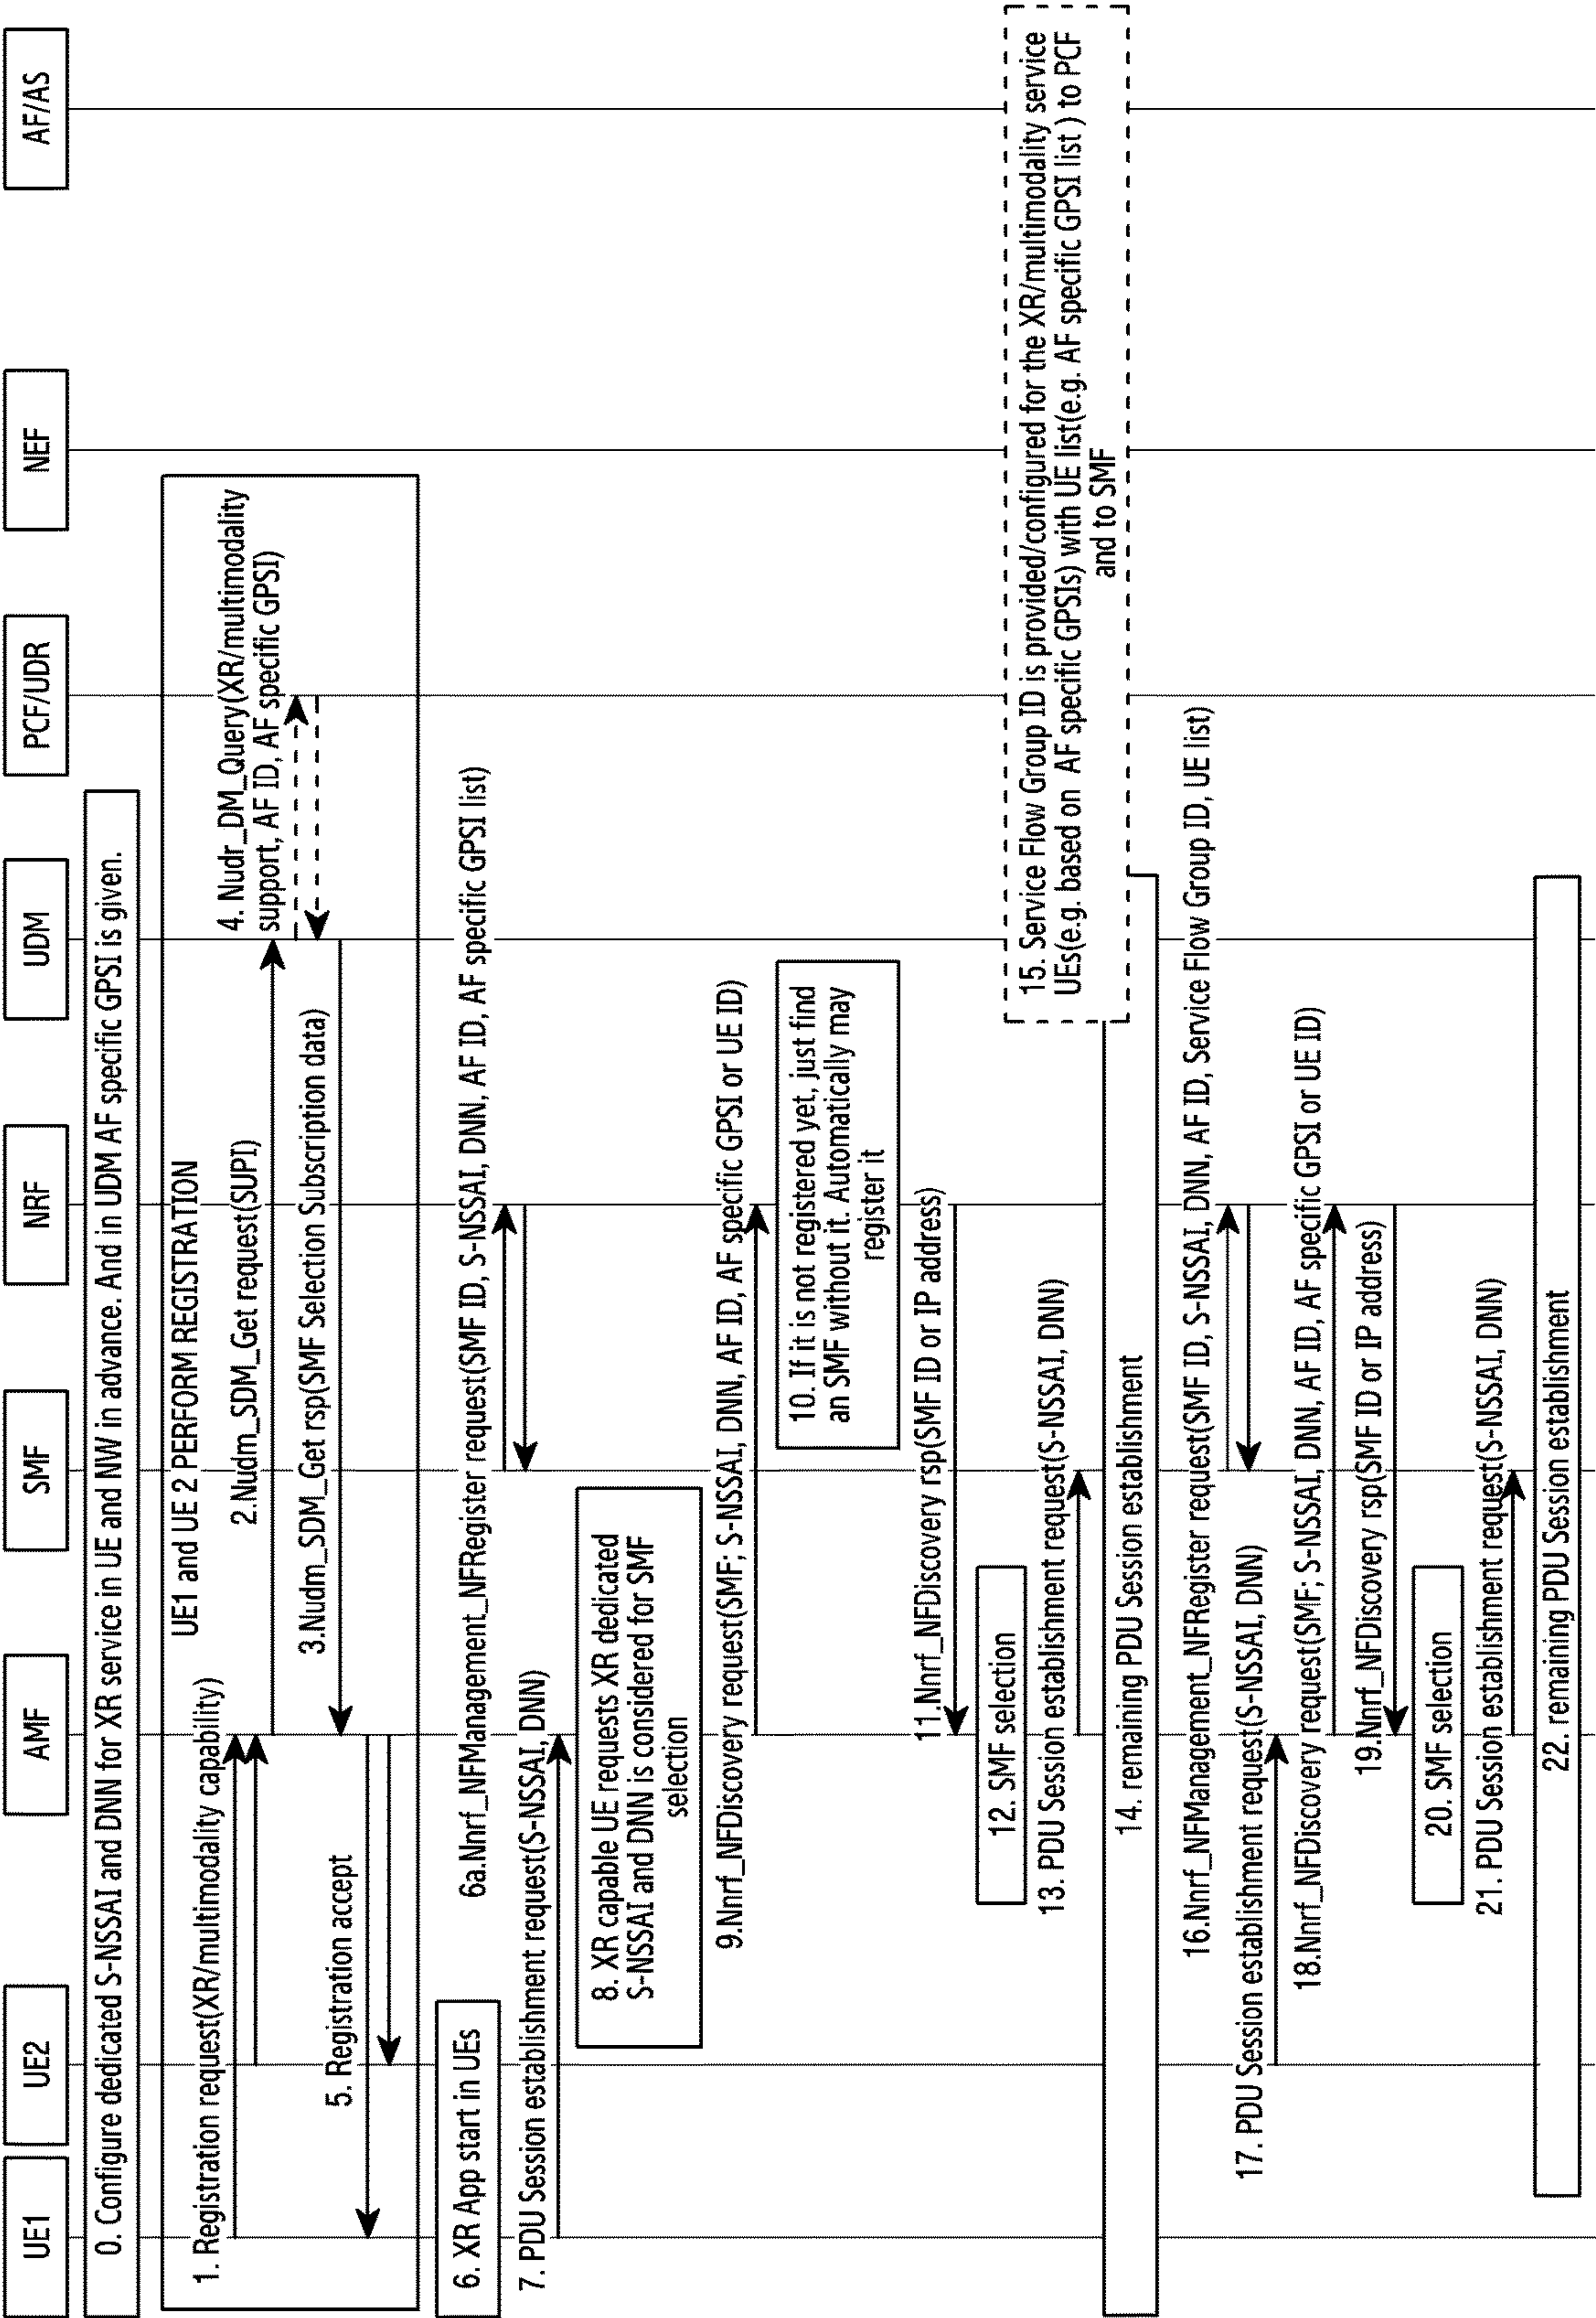 UE1
UE2
AMF
SMF
NRF
UDM
PCF/UDR
NEF
AF/AS
0. Configure dedicated S-NSSAI and DNN for XR service in UE and NW in advance. And in UDM AF specific GPSI is given.
UE1 and UE 2 PERFORM REGISTRATION
1. Registration request(XR/multimodality capability)
2.Nudm_SDM_Get request(SUPI)
4. Nudr_DM_Query(XR/multimodality
support, AF ID, AF specific GPSI)
3.Nudm_SDM_Get rsp(SMF Selection Subscription data)
5. Registration accept
6. XR App start in UEs
6a.Nnrf_NFManagement_NFRegister request(SMF ID, S-NSSAI, DNN, AF ID, AF specific GPSI list)
7. PDU Session establishment request(S-NSSAI, DNN)
8. XR capable UE requests XR dedicated
S-NSSAI and DNN is considered for SMF
selection
9.Nnrf_NFDiscovery request(SMF; S-NSSAI, DNN, AF ID, AF specific GPSI or UE ID)
10. If it is not registered yet, just find
an SMF without it. Automatically may
register it
11.Nnrf_NFDiscovery rsp(SMF ID or IP address)
12. SMF selection
13. PDU Session establishment request(S-NSSAI, DNN)
15. Service Flow Group ID is provided/configured for the XR/multimodality service
UEs(e.g. based on AF specific GPSIs) with UE list(e.g. AF specific GPSI list ) to PCF
and to SMF
14. remaining PDU Session establishment
16.Nnrf_NFManagement_NFRegister request(SMF ID, S-NSSAI, DNN, AF ID, Service Flow Group ID, UE list)
17. PDU Session establishment request(S-NSSAI, DNN)
18.Nnrf_NFDiscovery request(SMF; S-NSSAI, DNN, AF ID, AF specific GPSI or UE ID)
19.Nnrf_NFDiscovery rsp(SMF ID or IP address)
20. SMF selection
21. PDU Session establishment request(S-NSSAI, DNN)
22. remaining PDU Session establishment